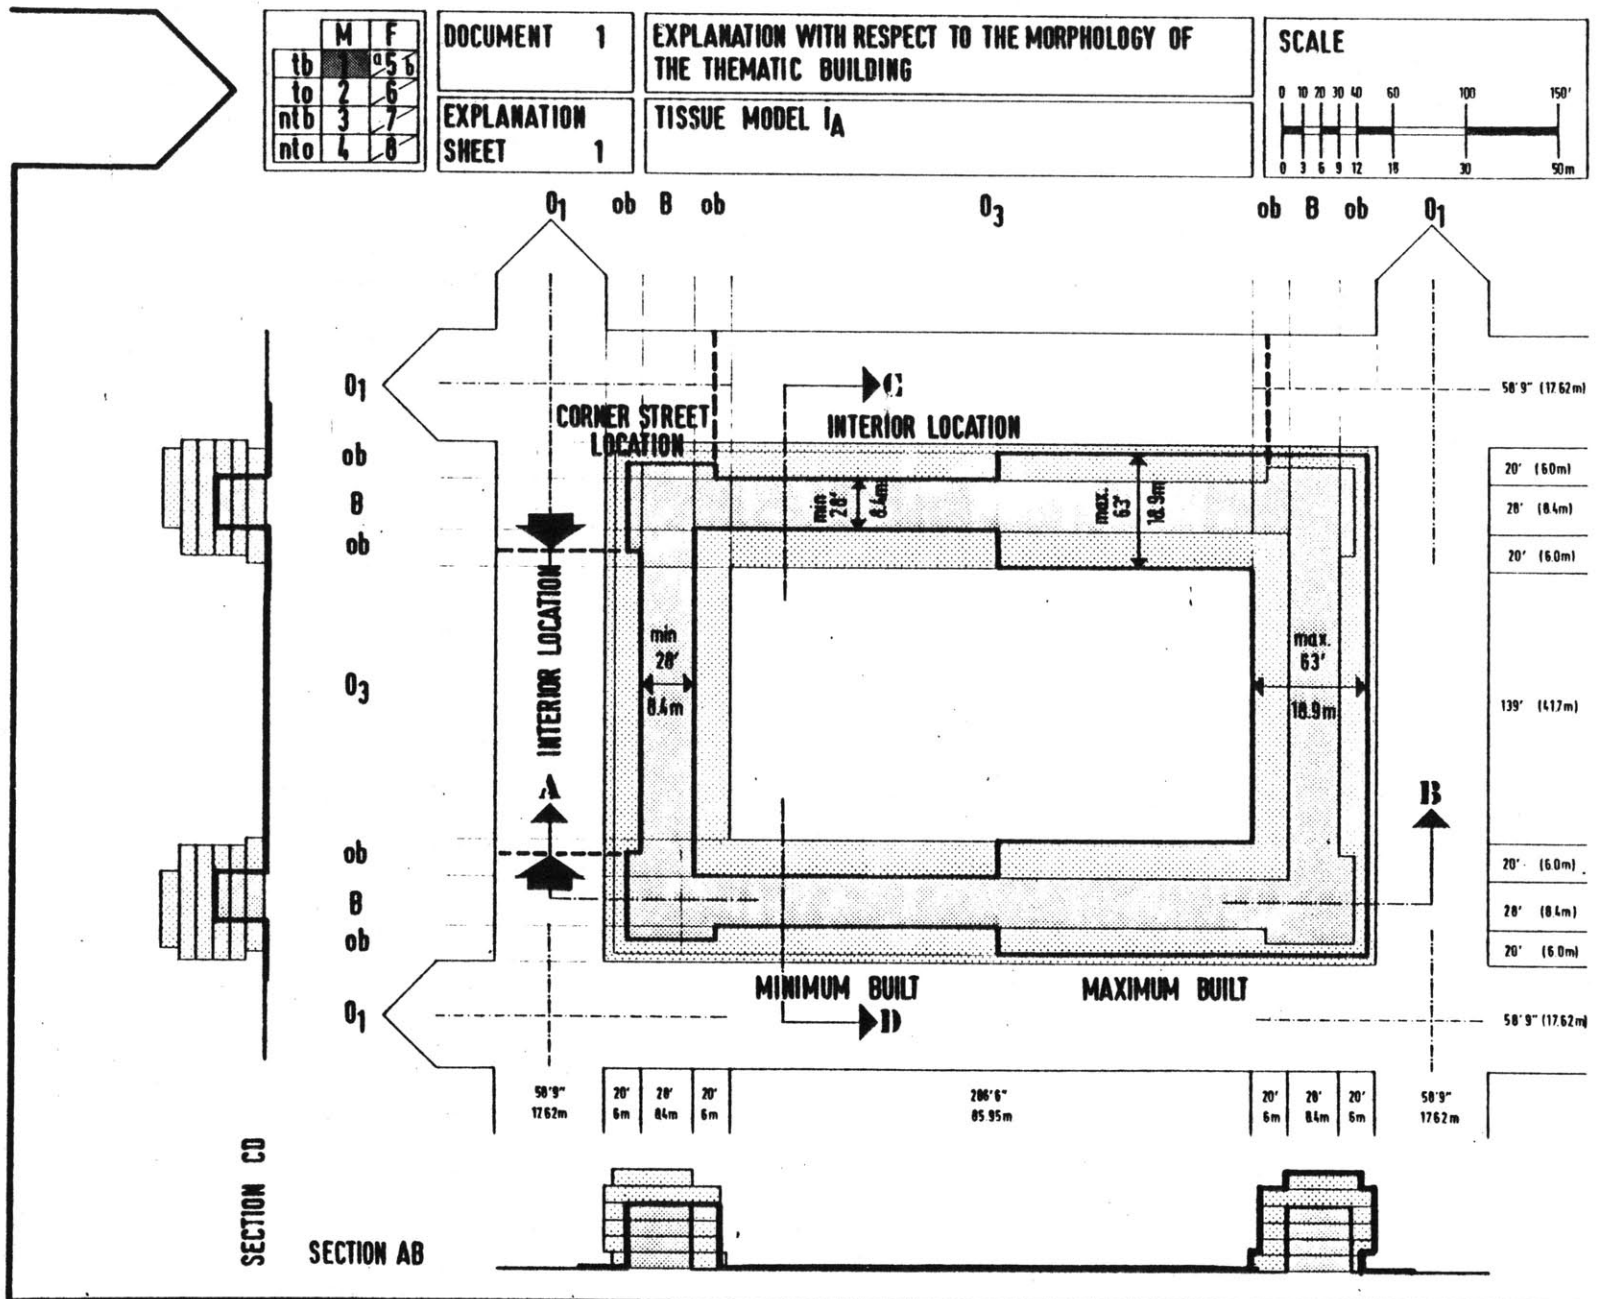 M F
tb 1 a5b
to 2 6
ntb 3 7
nto 4 8
DOCUMENT 1
EXPLANATION SHEET 1
EXPLANATION WITH RESPECT TO THE MORPHOLOGY OF
THE THEMATIC BUILDING
TISSUE MODEL IA
SCALE
0 10 20 30 40 60 100 150'
0 3 6 9 12 18 30 50m
O1 ob B ob O3 ob B ob O1
O1
C
58'9" (17.62m)
CORNER STREET
LOCATION
INTERIOR LOCATION
ob
20' (6.0m)
B
min
28'
8.4m
max.
63'
18.9m
28' (8.4m)
ob
20' (6.0m)
INTERIOR LOCATION
O3
min
28'
8.4m
max.
63'
18.9m
139' (41.7m)
A
B
ob
20' (6.0m)
B
28' (8.4m)
ob
20' (6.0m)
MINIMUM BUILT
MAXIMUM BUILT
O1
D
58'9" (17.62m)
58'9" 20' 28' 20' 286'6" 20' 28' 20' 58'9"
17.62m 6m 8.4m 6m 85.95m 6m 8.4m 6m 17.62m
SECTION CD
SECTION AB